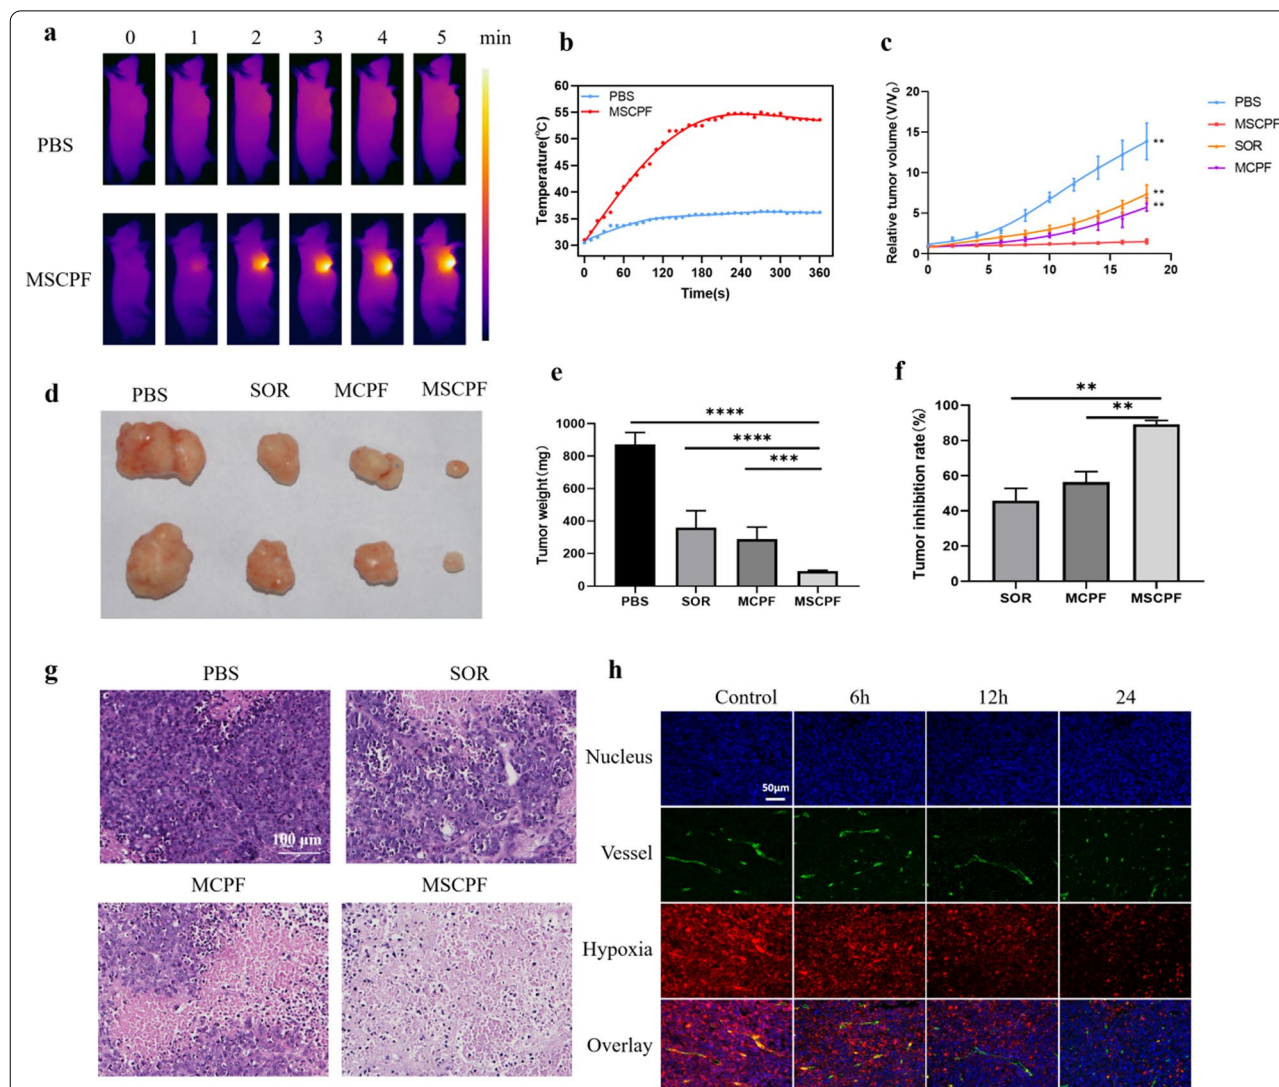 a
0 1 2 3 4 5 min
PBS
MSCPF
b
60
55
50
45
40
35
30
Temperature(°C)
PBS
MSCPF
0 60 120 180 240 300 360
Time(s)
c
20
15
10
5
0
Relative tumor volume(V/V₀)
**
**
**
0 5 10 15 20
PBS
MSCPF
SOR
MCPF
d
PBS SOR MCPF MSCPF
e
1000
800
600
400
200
0
Tumor weight(mg)
****
****
***
PBS SOR MCPF MSCPF
f
100
80
60
40
20
0
Tumor inhibition rate(%)
**
**
SOR MCPF MSCPF
g
PBS SOR
100 μm
MCPF MSCPF
h
Control 6h 12h 24
Nucleus
50μm
Vessel
Hypoxia
Overlay